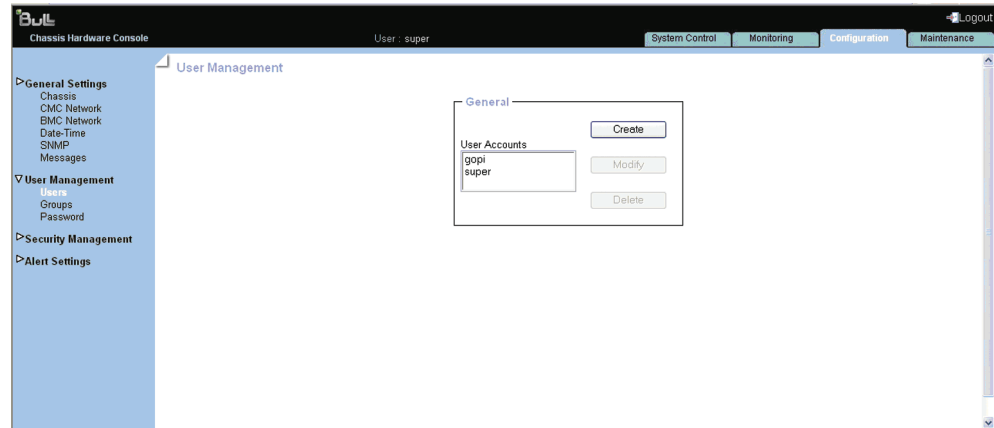 Bull
Logout
Chassis Hardware Console
User : super
System Control
Monitoring
Configuration
Maintenance
General Settings
Chassis
CMC Network
BMC Network
Date-Time
SNMP
Messages
User Management
Users
Groups
Password
Security Management
Alert Settings
User Management
General
User Accounts
gopi
super
Create
Modify
Delete